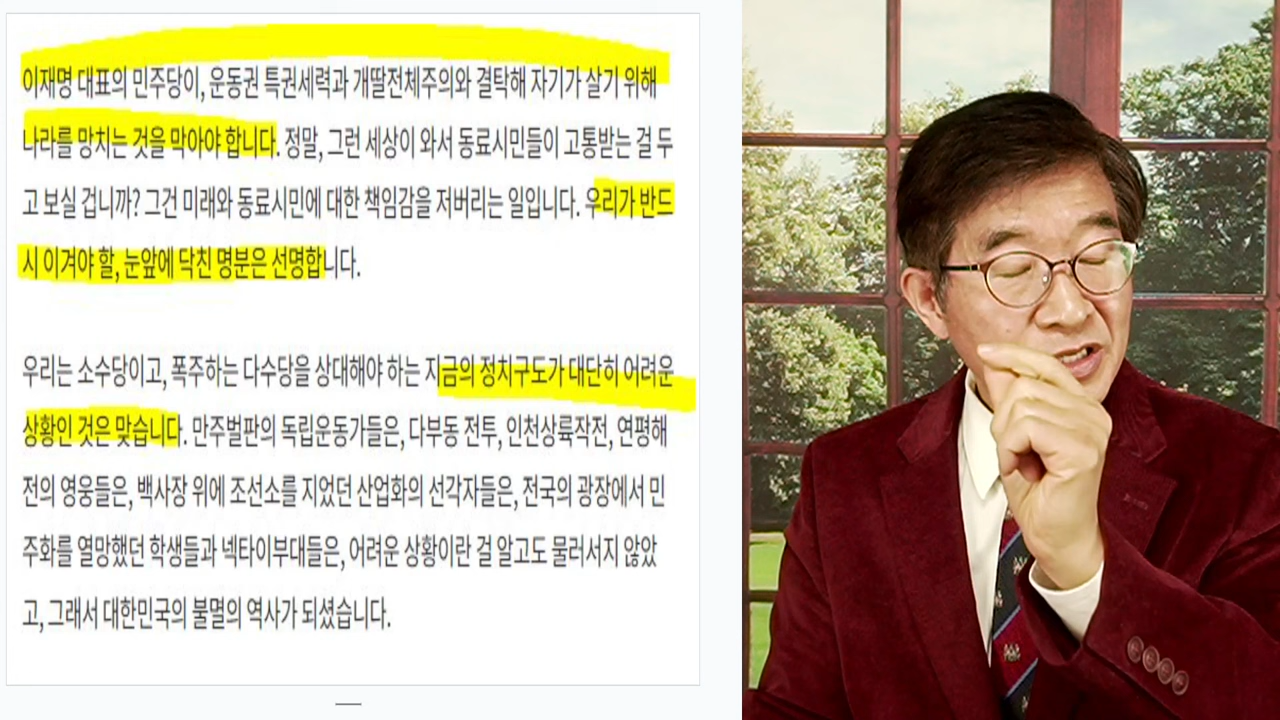 이재명 대표의 민주당이, 운동권 특권세력과 개딸전체주의와 결탁해 자기가 살기 위해
나라를 망치는 것을 막아야 합니다. 정말, 그런 세상이 와서 동료시민들이 고통받는 걸 두
고 보실 겁니까? 그건 미래와 동료시민에 대한 책임감을 저버리는 일입니다. 우리가 반드
시 이겨야 할, 눈앞에 닥친 명분은 선명합니다.
우리는 소수당이고, 폭주하는 다수당을 상대해야 하는 지금의 정치구도가 대단히 어려운
상황인 것은 맞습니다. 만주벌판의 독립운동가들은, 다부동 전투, 인천상륙작전, 연평해
전의 영웅들은, 백사장 위에 조선소를 지었던 산업화의 선각자들은, 전국의 광장에서 민
주화를 열망했던 학생들과 넥타이부대들은, 어려운 상황이란 걸 알고도 물러서지 않았
고, 그래서 대한민국의 불멸의 역사가 되셨습니다.